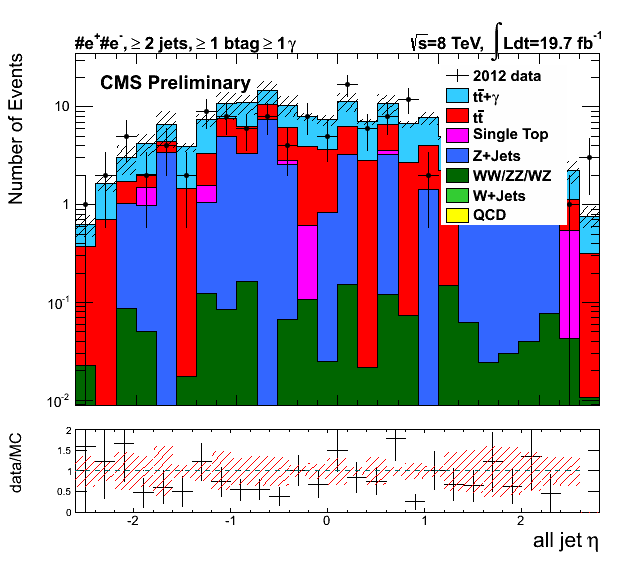 #e⁺#e⁻, ≥ 2 jets, ≥ 1 btag ≥ 1 γ
√s=8 TeV, ∫ Ldt=19.7 fb⁻¹
CMS Preliminary
2012 data
tt̄+γ
tt̄
Single Top
Z+Jets
WW/ZZ/WZ
W+Jets
QCD
Number of Events
10
1
10⁻¹
10⁻²
data/MC
2
1.5
1
0.5
0
-2 -1 0 1 2
all jet η